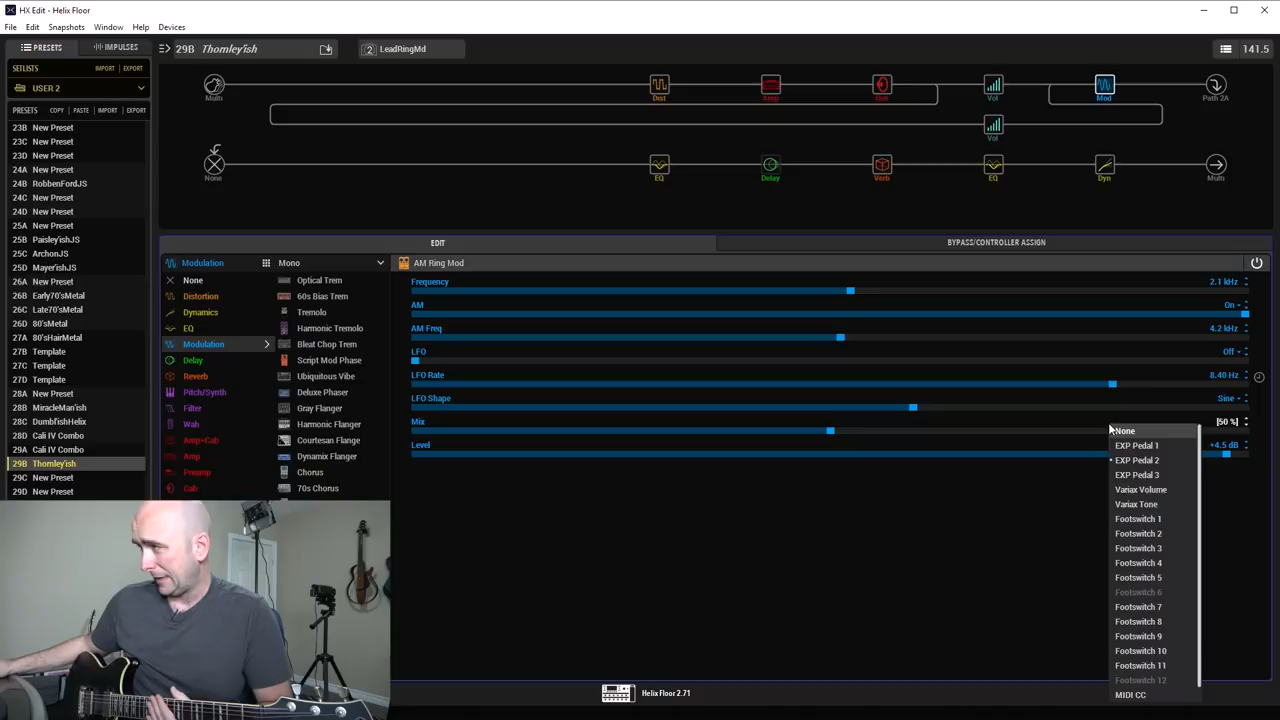 HX Edit - Helix Floor
File Edit Snapshots Window Help Devices
PRESETS IMPULSES
29B Thornley'ish
2 LeadRingMd
141.5
SETLISTS IMPORT EXPORT
USER 2
PRESETS COPY PASTE IMPORT EXPORT
23B New Preset
23C New Preset
23D New Preset
24A New Preset
24B RobbenFordJS
24C New Preset
24D New Preset
25A New Preset
25B Paisley'ishJS
25C ArchonJS
25D Mayer'ishJS
26A New Preset
26B Early70'sMetal
26C Late70'sMetal
26D 80'sMetal
27A 80'sHairMetal
27B Template
27C Template
27D Template
28A New Preset
28B MiracleMan'ish
28C Dumbl'ishHelix
28D Cali IV Combo
29A Cali IV Combo
29B Thornley'ish
29C New Preset
29D New Preset
Multi Dist Amp Vol Mod Path 2A
Vol
None EQ Delay Verb EQ Dyn Multi
EDIT
BYPASS/CONTROLLER ASSIGN
Modulation Mono
None
Distortion
Dynamics
EQ
Modulation
Delay
Reverb
Pitch/Synth
Filter
Wah
Amp+Cab
Amp
Preamp
Cab
Optical Trem
60s Bias Trem
Tremolo
Harmonic Tremolo
Bleat Chop Trem
Script Mod Phase
Ubiquitous Vibe
Deluxe Phaser
Gray Flanger
Harmonic Flanger
Courtesan Flange
Dynamix Flanger
Chorus
70s Chorus
AM Ring Mod
Frequency 2.1 kHz
AM On
AM Freq 4.2 kHz
LFO Off
LFO Rate 8.40 Hz
LFO Shape Sine
Mix [50 %]
Level +4.5 dB
None
EXP Pedal 1
EXP Pedal 2
EXP Pedal 3
Variax Volume
Variax Tone
Footswitch 1
Footswitch 2
Footswitch 3
Footswitch 4
Footswitch 5
Footswitch 6
Footswitch 7
Footswitch 8
Footswitch 9
Footswitch 10
Footswitch 11
Footswitch 12
MIDI CC
Helix Floor 2.71